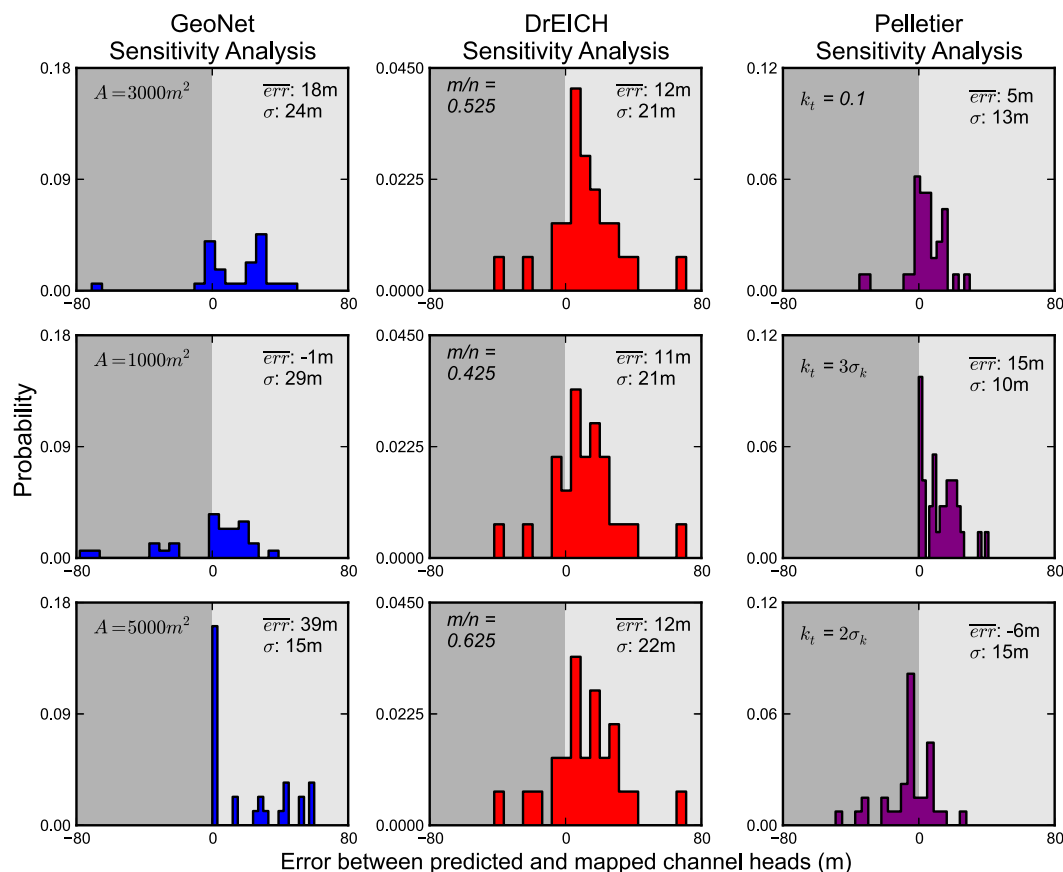 GeoNet
Sensitivity Analysis
DrEICH
Sensitivity Analysis
Pelletier
Sensitivity Analysis
0.18
0.09
0.00
−80
0
80
A = 3000m²
err: 18m
σ: 24m
0.0450
0.0225
0.0000
−80
0
80
m/n =
0.525
err: 12m
σ: 21m
0.12
0.06
0.00
−80
0
80
kₜ = 0.1
err: 5m
σ: 13m
Probability
0.18
0.09
0.00
−80
0
80
A = 1000m²
err: -1m
σ: 29m
0.0450
0.0225
0.0000
−80
0
80
m/n =
0.425
err: 11m
σ: 21m
0.12
0.06
0.00
−80
0
80
kₜ = 3σₖ
err: 15m
σ: 10m
0.18
0.09
0.00
−80
0
80
A = 5000m²
err: 39m
σ: 15m
0.0450
0.0225
0.0000
−80
0
80
m/n =
0.625
err: 12m
σ: 22m
0.12
0.06
0.00
−80
0
80
kₜ = 2σₖ
err: -6m
σ: 15m
Error between predicted and mapped channel heads (m)